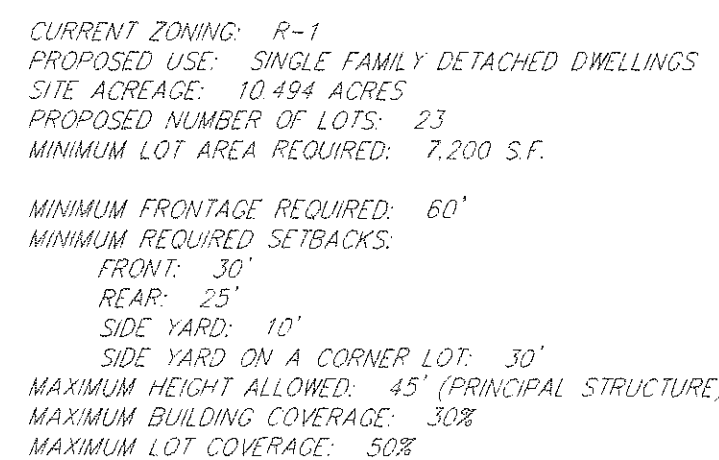 CURRENT ZONING: R-1
PROPOSED USE: SINGLE FAMILY DETACHED DWELLINGS
SITE ACREAGE: 10.494 ACRES
PROPOSED NUMBER OF LOTS: 23
MINIMUM LOT AREA REQUIRED: 7,200 S.F.
MINIMUM FRONTAGE REQUIRED: 60'
MINIMUM REQUIRED SETBACKS:
FRONT: 30'
REAR: 25'
SIDE YARD: 10'
SIDE YARD ON A CORNER LOT: 30'
MAXIMUM HEIGHT ALLOWED: 45' (PRINCIPAL STRUCTURE)
MAXIMUM BUILDING COVERAGE: 30%
MAXIMUM LOT COVERAGE: 50%